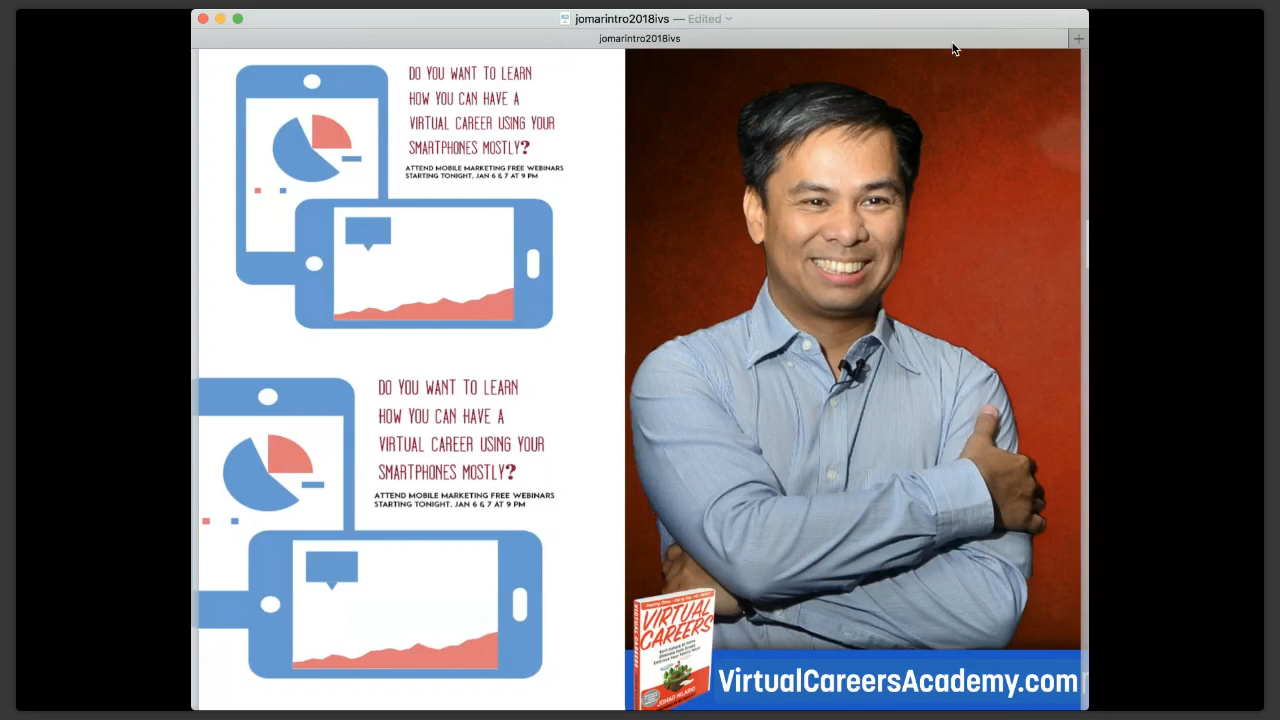 jomarintro2018ivs — Edited
jomarintro2018ivs
DO YOU WANT TO LEARN
HOW YOU CAN HAVE A
VIRTUAL CAREER USING YOUR
SMARTPHONES MOSTLY?
ATTEND MOBILE MARKETING FREE WEBINARS
STARTING TONIGHT, JAN 6 & 7 AT 9 PM
DO YOU WANT TO LEARN
HOW YOU CAN HAVE A
VIRTUAL CAREER USING YOUR
SMARTPHONES MOSTLY?
ATTEND MOBILE MARKETING FREE WEBINARS
STARTING TONIGHT, JAN 6 & 7 AT 9 PM
VIRTUAL
CAREERS
JOMAR HILARIO
VirtualCareersAcademy.com